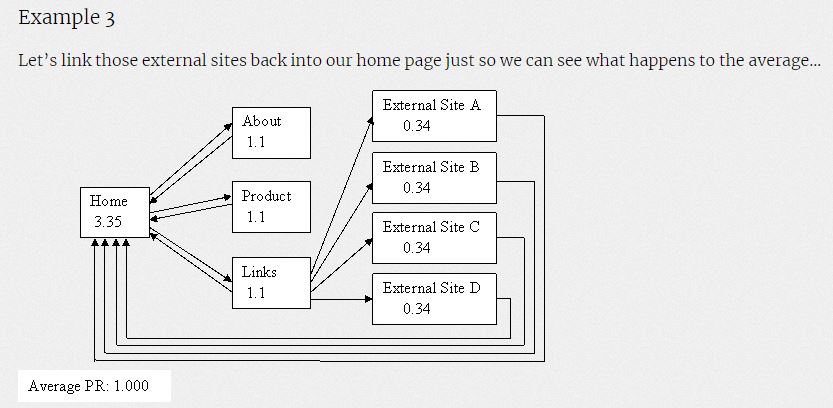 Example 3
Let’s link those external sites back into our home page just so we can see what happens to the average…
External Site A
0.34
About
1.1
External Site B
0.34
Home
3.35
Product
1.1
External Site C
0.34
Links
1.1
External Site D
0.34
Average PR: 1.000